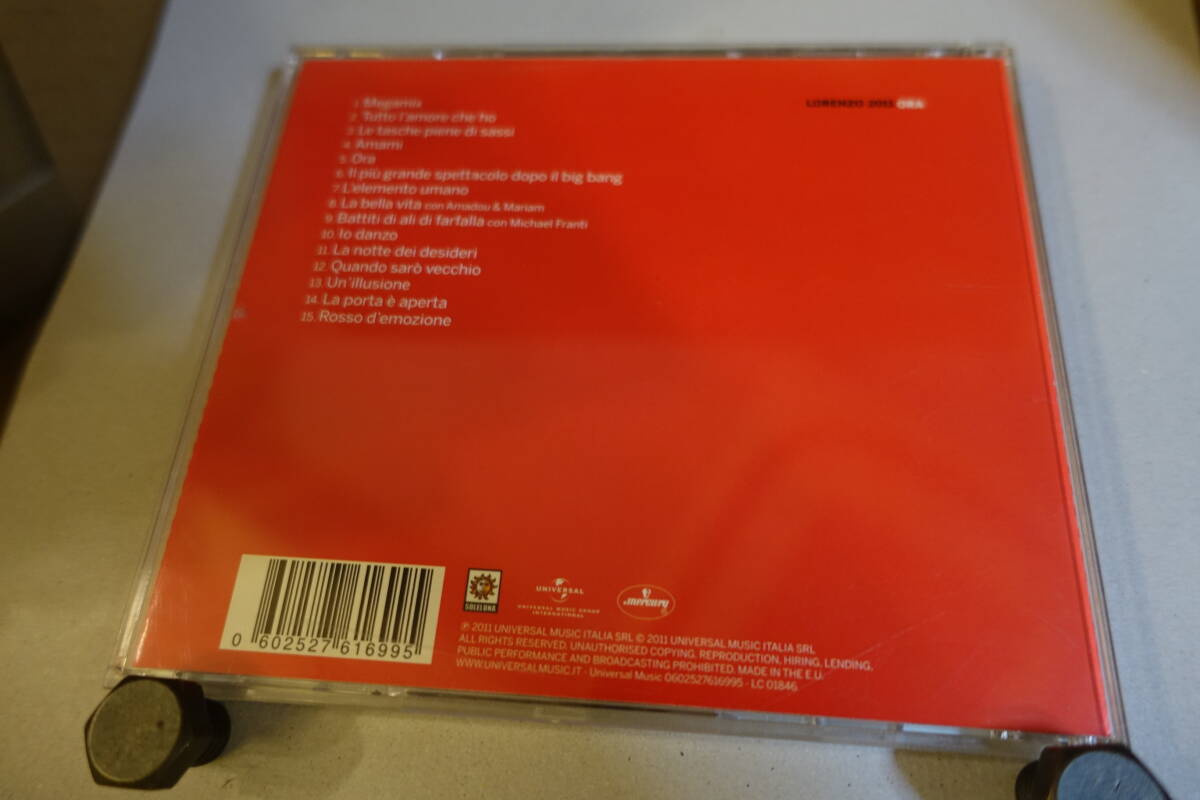 LORENZO 2011 ORA
1. Megamix
2. Tutto l'amore che ho
3. Le tasche piene di sassi
4. Amami
5. Ora
6. Il più grande spettacolo dopo il big bang
7. L'elemento umano
8. La bella vita con Amadou & Mariam
9. Battiti di ali di farfalla con Michael Franti
10. Io danzo
11. La notte dei desideri
12. Quando sarò vecchio
13. Un'illusione
14. La porta è aperta
15. Rosso d'emozione
0 602527 616995
SOLELUNA
UNIVERSAL
UNIVERSAL MUSIC GROUP
INTERNATIONAL
mercury
℗ 2011 UNIVERSAL MUSIC ITALIA SRL © 2011 UNIVERSAL MUSIC ITALIA SRL
ALL RIGHTS RESERVED. UNAUTHORISED COPYING, REPRODUCTION, HIRING, LENDING,
PUBLIC PERFORMANCE AND BROADCASTING PROHIBITED. MADE IN THE E.U.
WWW.UNIVERSALMUSIC.IT - Universal Music 0602527616995 - LC 01846